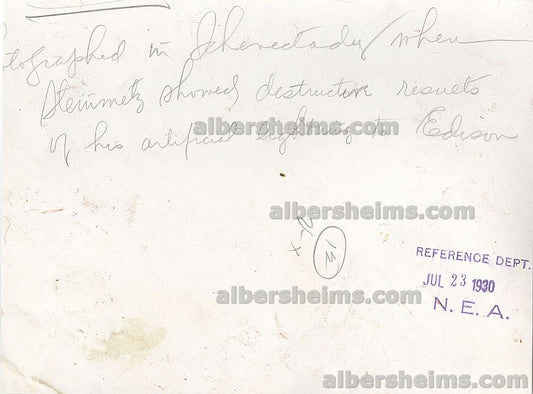 Photographed in Schenectady when
Steinmetz showed destructive results
of his artificial lightning to Edison
albersheims.com
albersheims.com
REFERENCE DEPT.
JUL 23 1930
N. E. A.
albersheims.com
albersheims.com